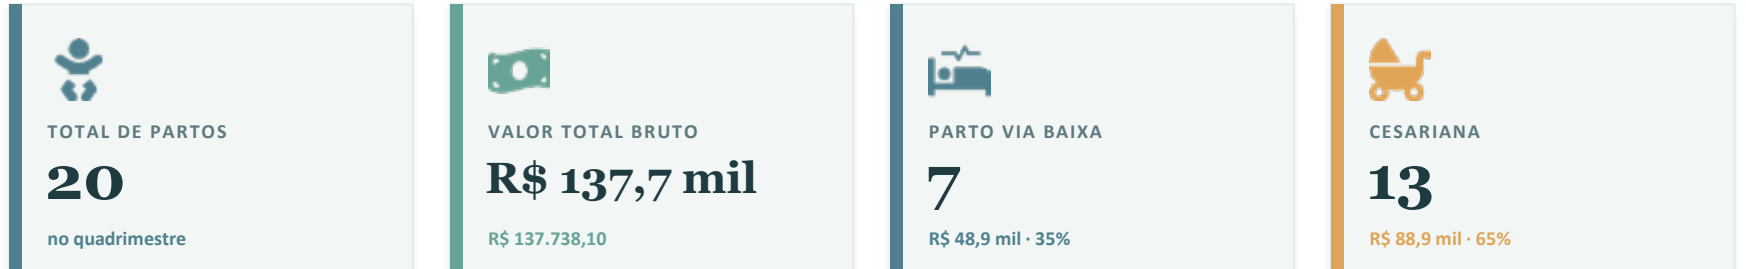 TOTAL DE PARTOS
20
no quadrimestre
VALOR TOTAL BRUTO
R$ 137,7 mil
R$ 137.738,10
PARTO VIA BAIXA
7
R$ 48,9 mil · 35%
CESARIANA
13
R$ 88,9 mil · 65%